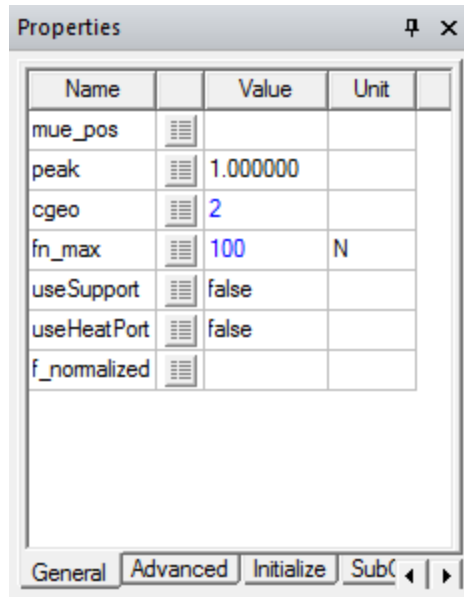 Properties
Name Value Unit
mue_pos
peak 1.000000
cgeo 2
fn_max 100 N
useSupport false
useHeatPort false
f_normalized
General Advanced Initialize Sub